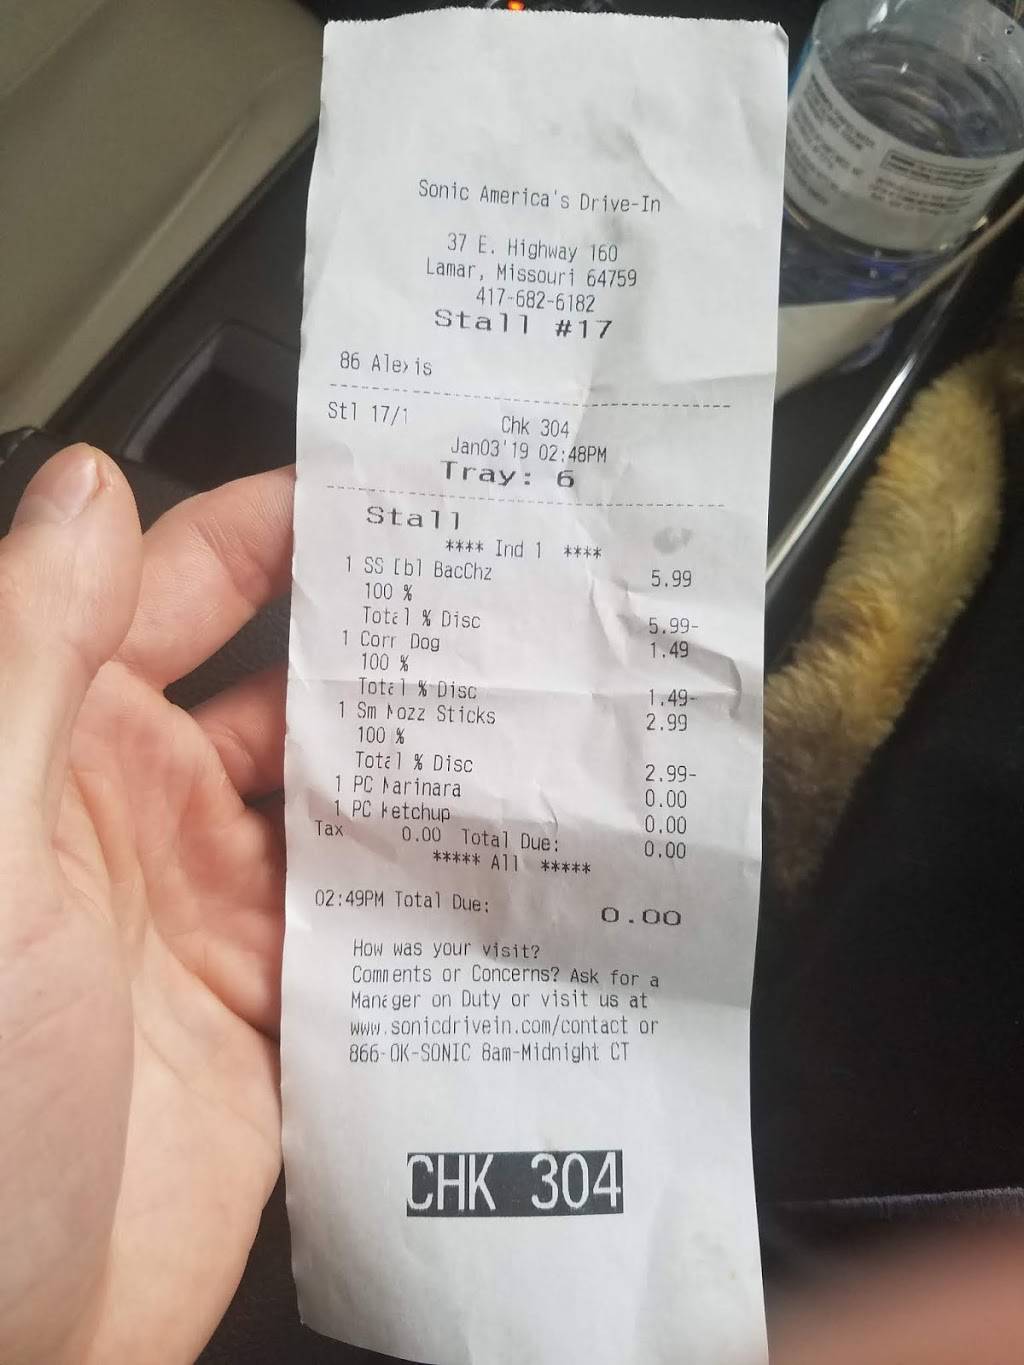 Sonic America's Drive-In
37 E. Highway 160
Lamar, Missouri 64759
417-682-6182
Stall #17
86 Alexis
Stl 17/1 Chk 304
Jan03'19 02:48PM
Tray: 6
Stall
**** Ind 1 ****
1 SS Dbl BacChz 5.99
100 %
Total % Disc 5.99-
1 Corn Dog 1.49
100 %
Total % Disc 1.49-
1 Sm Mozz Sticks 2.99
100 %
Total % Disc 2.99-
1 PC Marinara 0.00
1 PC Ketchup 0.00
Tax 0.00 Total Due: 0.00
***** All *****
02:49PM Total Due: 0.00
How was your visit?
Comments or Concerns? Ask for a
Manager on Duty or visit us at
www.sonicdrivein.com/contact or
866-OK-SONIC 8am-Midnight CT
CHK 304